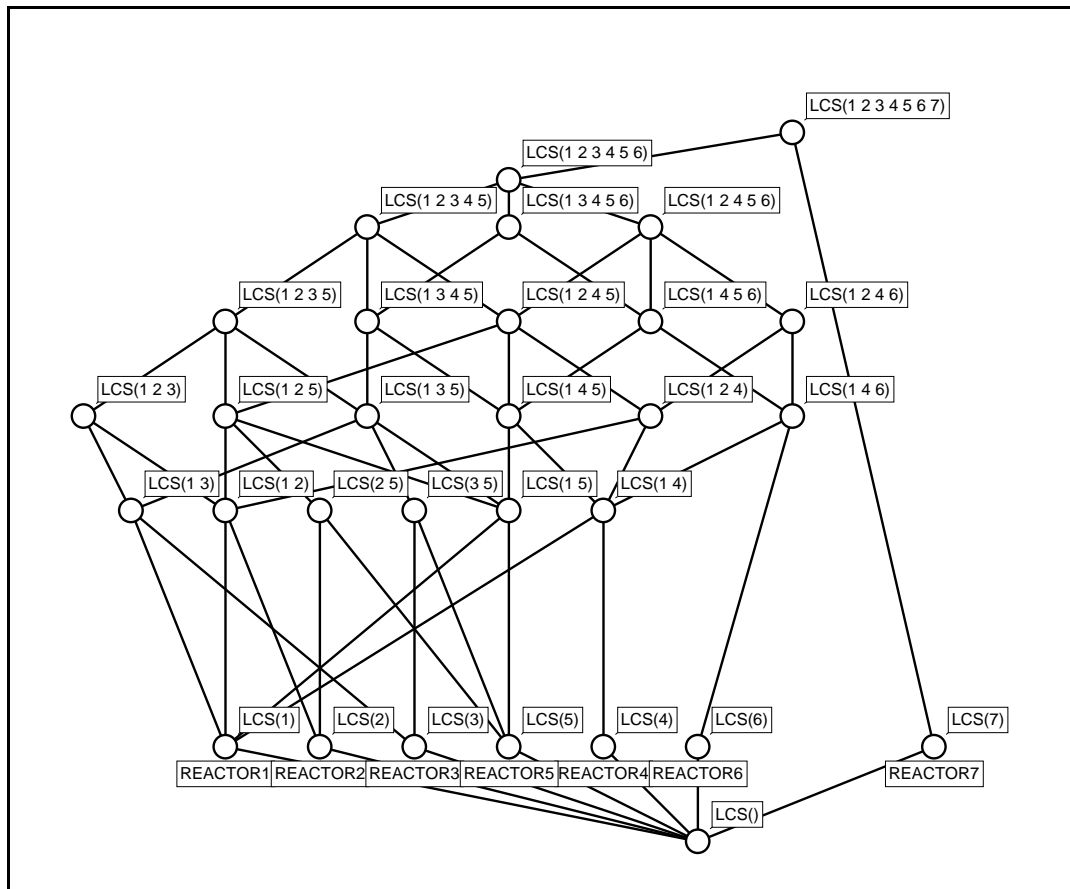 LCS(1 2 3 4 5 6 7)
LCS(1 2 3 4 5 6)
LCS(1 2 3 4 5)
LCS(1 3 4 5 6)
LCS(1 2 4 5 6)
LCS(1 2 3 5)
LCS(1 3 4 5)
LCS(1 2 4 5)
LCS(1 4 5 6)
LCS(1 2 4 6)
LCS(1 2 3)
LCS(1 2 5)
LCS(1 3 5)
LCS(1 4 5)
LCS(1 2 4)
LCS(1 4 6)
LCS(1 3)
LCS(1 2)
LCS(2 5)
LCS(3 5)
LCS(1 5)
LCS(1 4)
LCS(1)
LCS(2)
LCS(3)
LCS(5)
LCS(4)
LCS(6)
LCS(7)
REACTOR1
REACTOR2
REACTOR3
REACTOR5
REACTOR4
REACTOR6
REACTOR7
LCS()